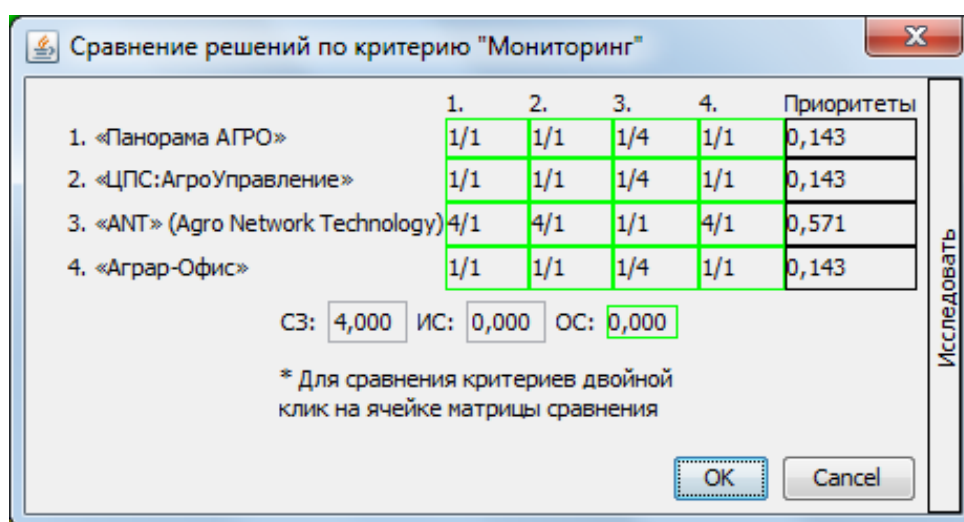 Сравнение решений по критерию "Мониторинг"
1. 2. 3. 4. Приоритеты
1. «Панорама АГРО» 1/1 1/1 1/4 1/1 0,143
2. «ЦПС:АгроУправление» 1/1 1/1 1/4 1/1 0,143
3. «ANT» (Agro Network Technology) 4/1 4/1 1/1 4/1 0,571
4. «Аграр-Офис» 1/1 1/1 1/4 1/1 0,143
СЗ: 4,000 ИС: 0,000 ОС: 0,000
* Для сравнения критериев двойной
клик на ячейке матрицы сравнения
OK Cancel
Исследовать